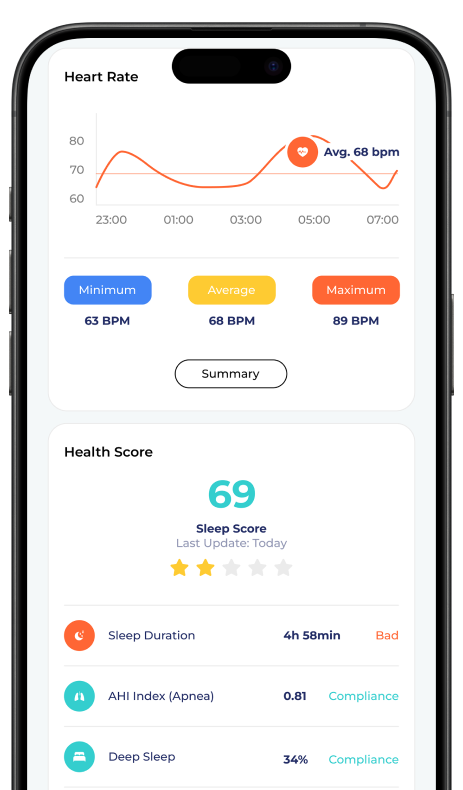 Heart Rate
80
Avg. 68 bpm
70
60
23:00 01:00 03:00 05:00 07:00
Minimum Average Maximum
63 BPM 68 BPM 89 BPM
Summary
Health Score
69
Sleep Score
Last Update: Today
Sleep Duration 4h 58min Bad
AHI Index (Apnea) 0.81 Compliance
Deep Sleep 34% Compliance